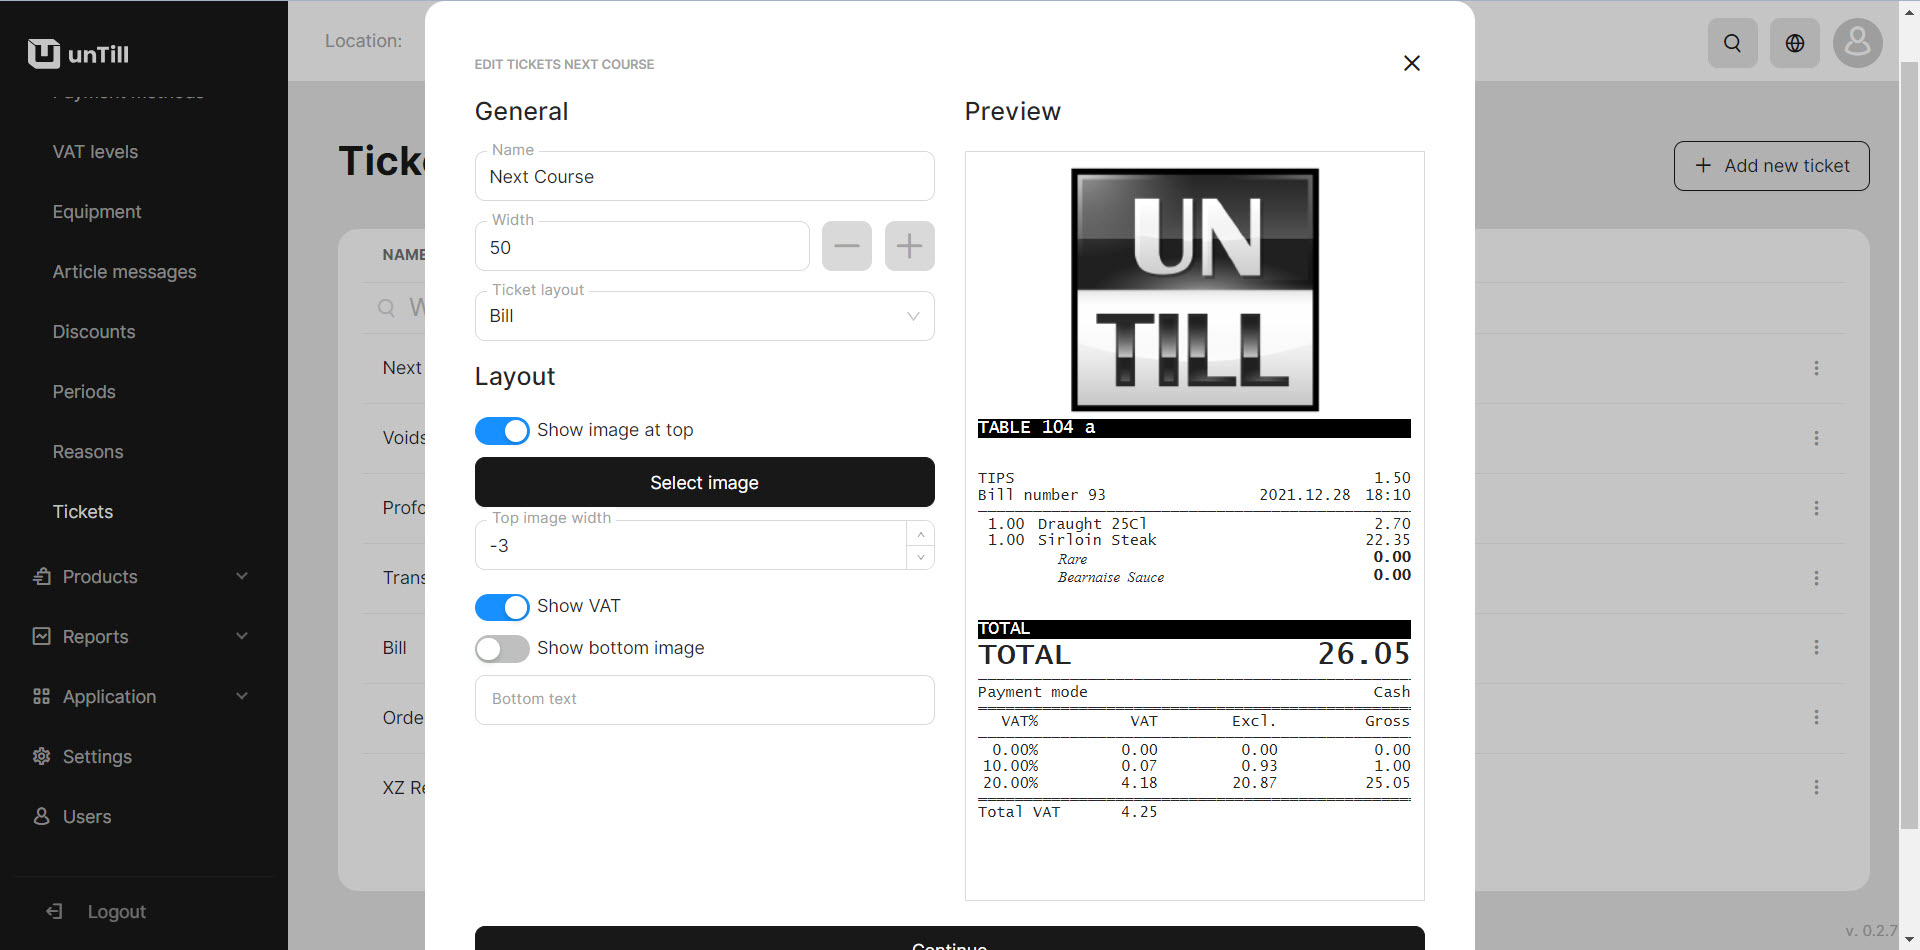 unTill
Payment methods
VAT levels
Equipment
Article messages
Discounts
Periods
Reasons
Tickets
Products
Reports
Application
Settings
Users
Logout
Location:
Tick
Add new ticket
NAME
Next
Voids
Profo
Trans
Bill
Orde
XZ Re
v. 0.2.7
EDIT TICKETS NEXT COURSE
General
Name
Next Course
Width
50
Ticket layout
Bill
Layout
Show image at top
Select image
Top image width
-3
Show VAT
Show bottom image
Bottom text
Preview
UN
TILL
TABLE 104 a
TIPS 1.50
Bill number 93 2021.12.28 18:10
1.00 Draught 25Cl 2.70
1.00 Sirloin Steak 22.35
Rare 0.00
Bearnaise Sauce 0.00
TOTAL
TOTAL 26.05
Payment mode Cash
VAT% VAT Excl. Gross
0.00% 0.00 0.00 0.00
10.00% 0.07 0.93 1.00
20.00% 4.18 20.87 25.05
Total VAT 4.25
Continue